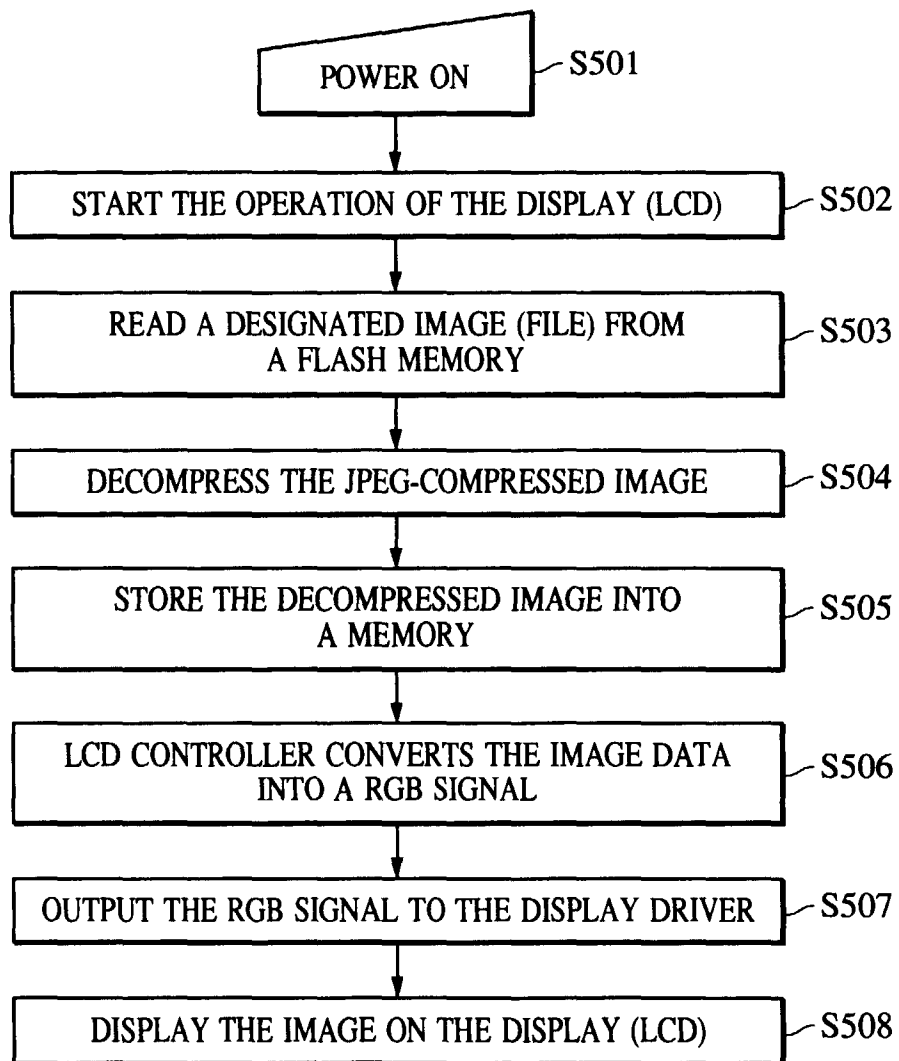 POWER ON
S501
START THE OPERATION OF THE DISPLAY (LCD)
S502
READ A DESIGNATED IMAGE (FILE) FROM
A FLASH MEMORY
S503
DECOMPRESS THE JPEG-COMPRESSED IMAGE
S504
STORE THE DECOMPRESSED IMAGE INTO
A MEMORY
S505
LCD CONTROLLER CONVERTS THE IMAGE DATA
INTO A RGB SIGNAL
S506
OUTPUT THE RGB SIGNAL TO THE DISPLAY DRIVER
S507
DISPLAY THE IMAGE ON THE DISPLAY (LCD)
S508